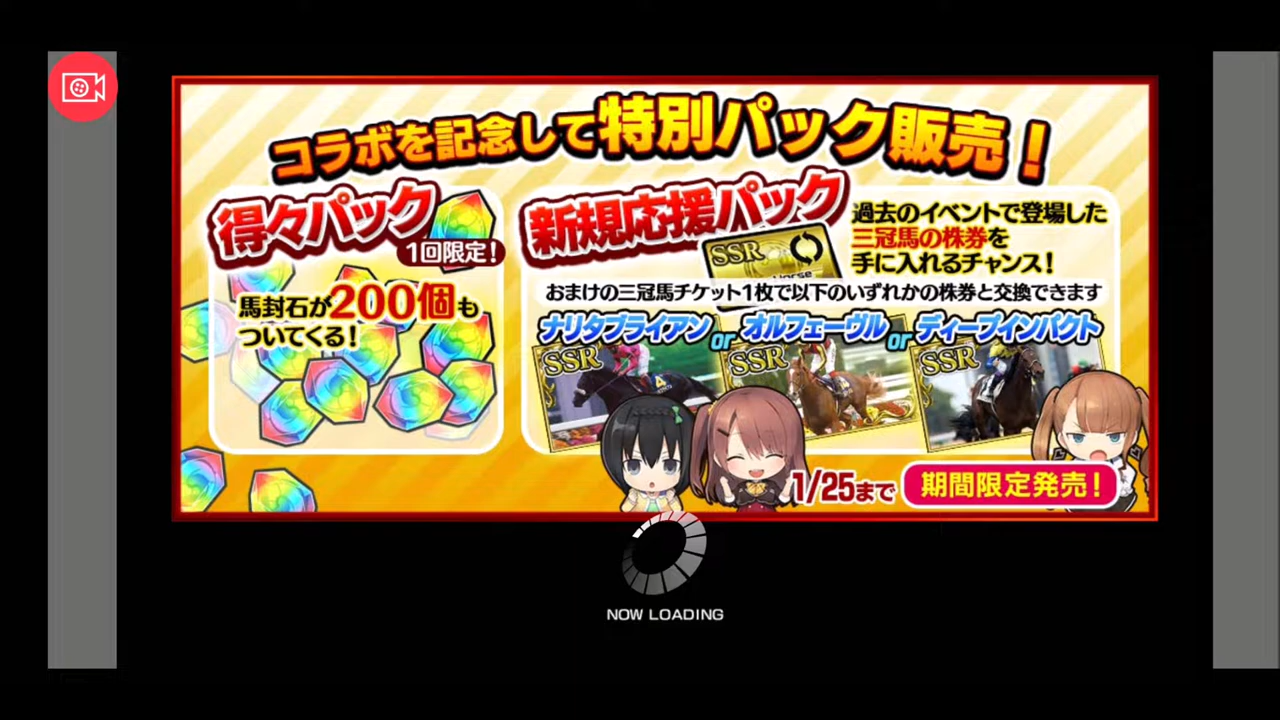 コラボを記念して特別パック販売！
得々パック
1回限定！
馬封石が200個も
ついてくる！
新規応援パック
SSR
Horse
過去のイベントで登場した
三冠馬の株券を
手に入れるチャンス！
おまけの三冠馬チケット1枚で以下のいずれかの株券と交換できます
ナリタブライアン or オルフェーヴル or ディープインパクト
SSR SSR SSR
1/25まで 期間限定発売！
NOW LOADING